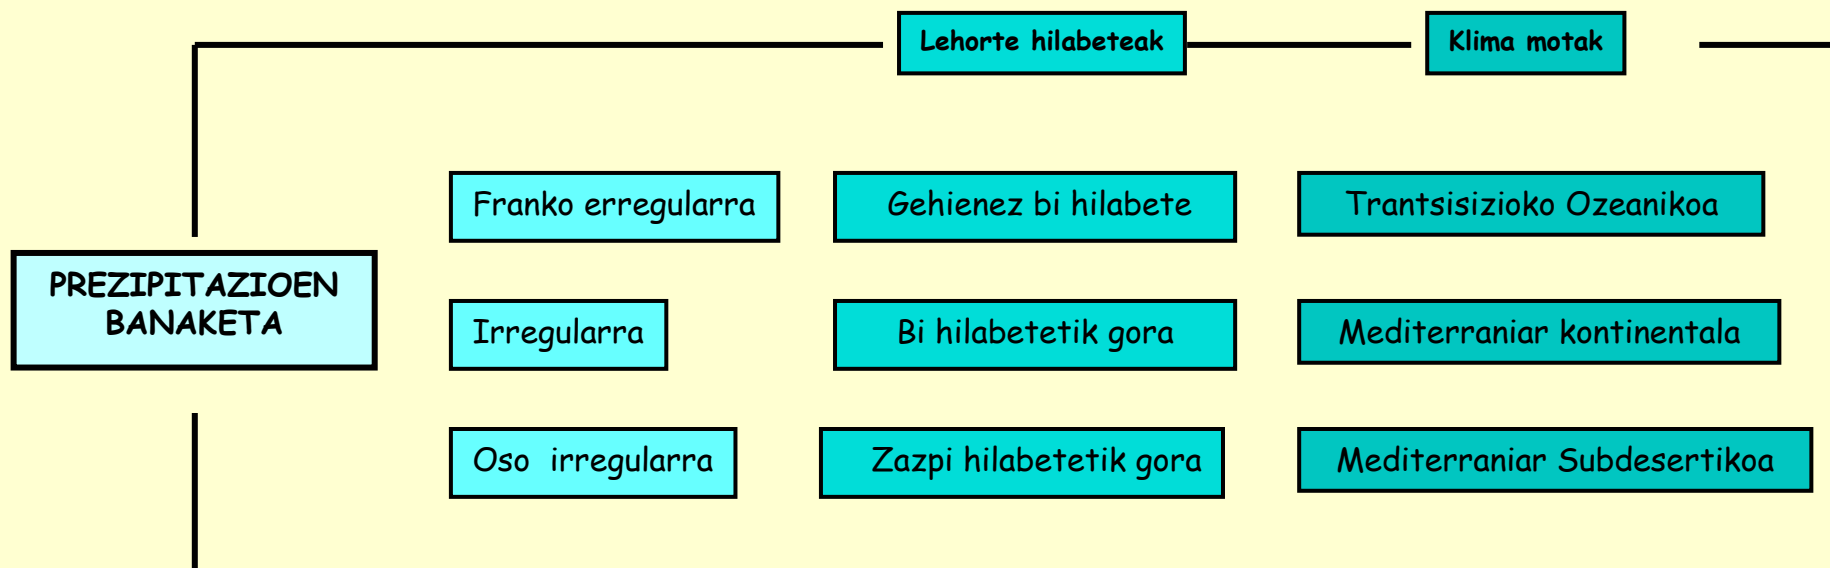 Lehorte hilabeteak
Klima motak
Franko erregularra
Gehienez bi hilabete
Trantsisizioko Ozeanikoa
PREZIPITAZIOEN
BANAKETA
Irregularra
Bi hilabetetik gora
Mediterraniar kontinentala
Oso irregularra
Zazpi hilabetetik gora
Mediterraniar Subdesertikoa